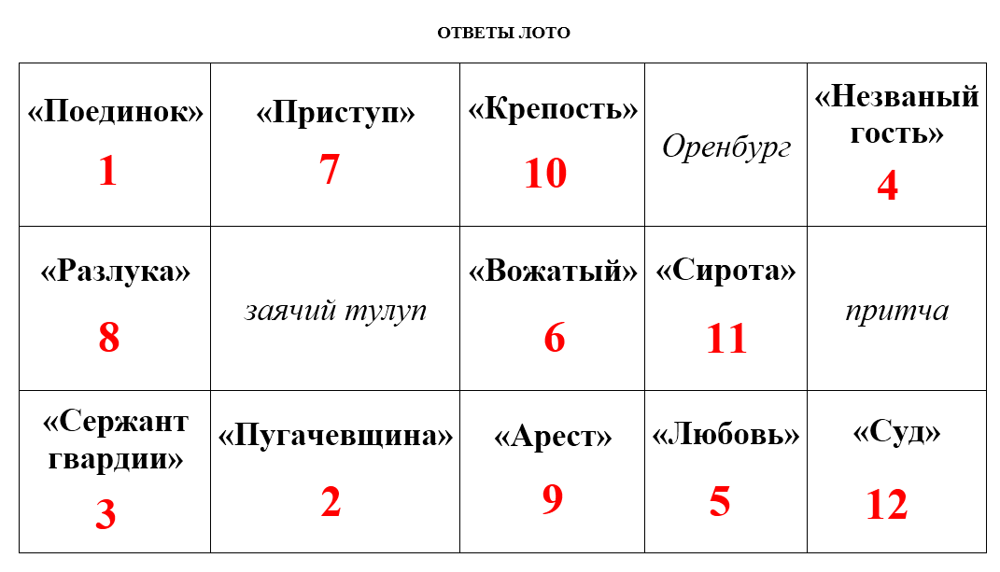 ОТВЕТЫ ЛОТО
«Поединок»
1
«Приступ»
7
«Крепость»
10
Оренбург
«Незваный
гость»
4
«Разлука»
8
заячий тулуп
«Вожатый»
6
«Сирота»
11
притча
«Сержант
гвардии»
3
«Пугачевщина»
2
«Арест»
9
«Любовь»
5
«Суд»
12